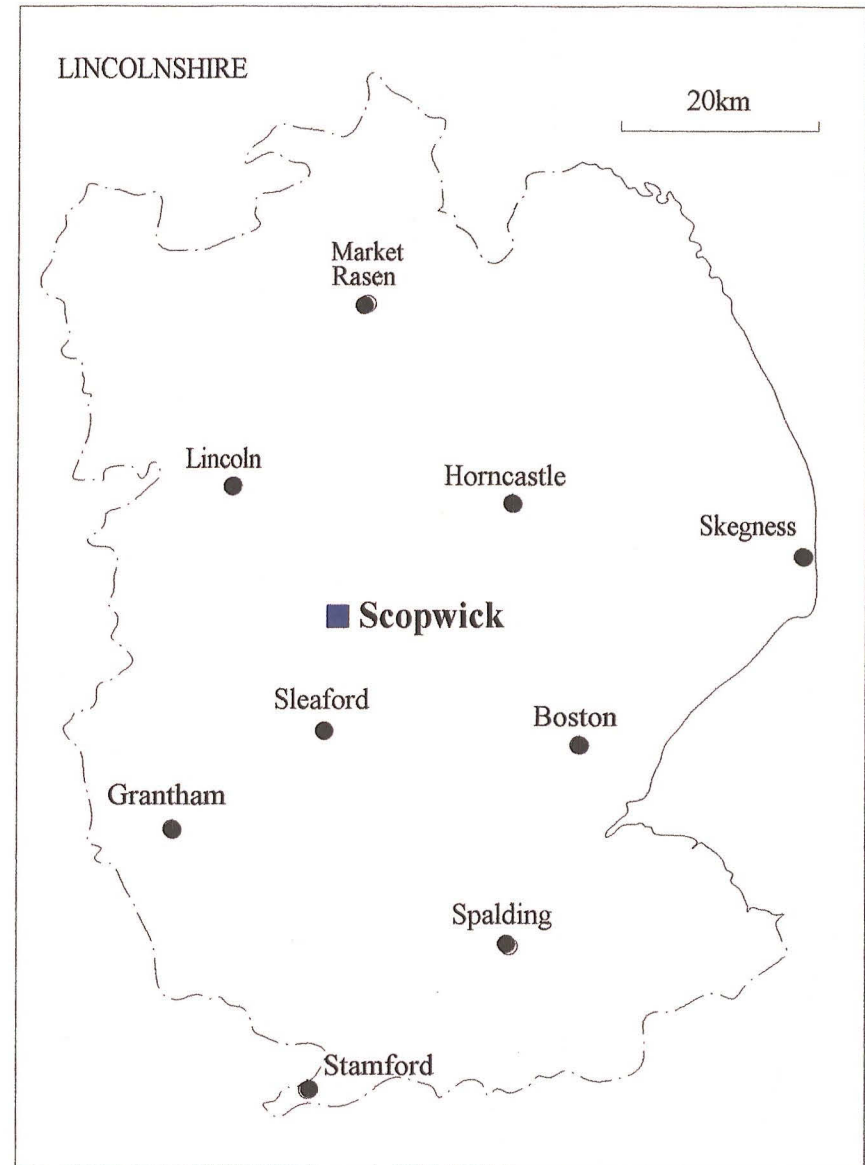 LINCOLNSHIRE
20km
Market
Rasen
Lincoln
Horncastle
Skegness
Scopwick
Sleaford
Boston
Grantham
Spalding
Stamford